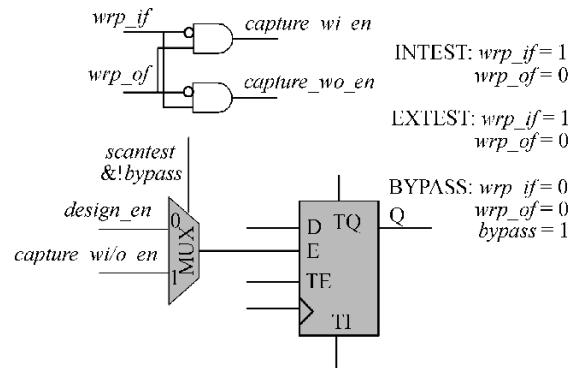 wrp_if
capture wi en
wrp_of
capture_wo_en
INTEST: wrp_if = 1
wrp_of = 0
EXTEST: wrp_if = 1
wrp_of = 0
BYPASS: wrp if = 0
wrp_of = 0
bypass = 1
scantest
&!bypass
design_en
0
MUX
capture wi/o en
1
D
TQ
Q
E
TE
TI